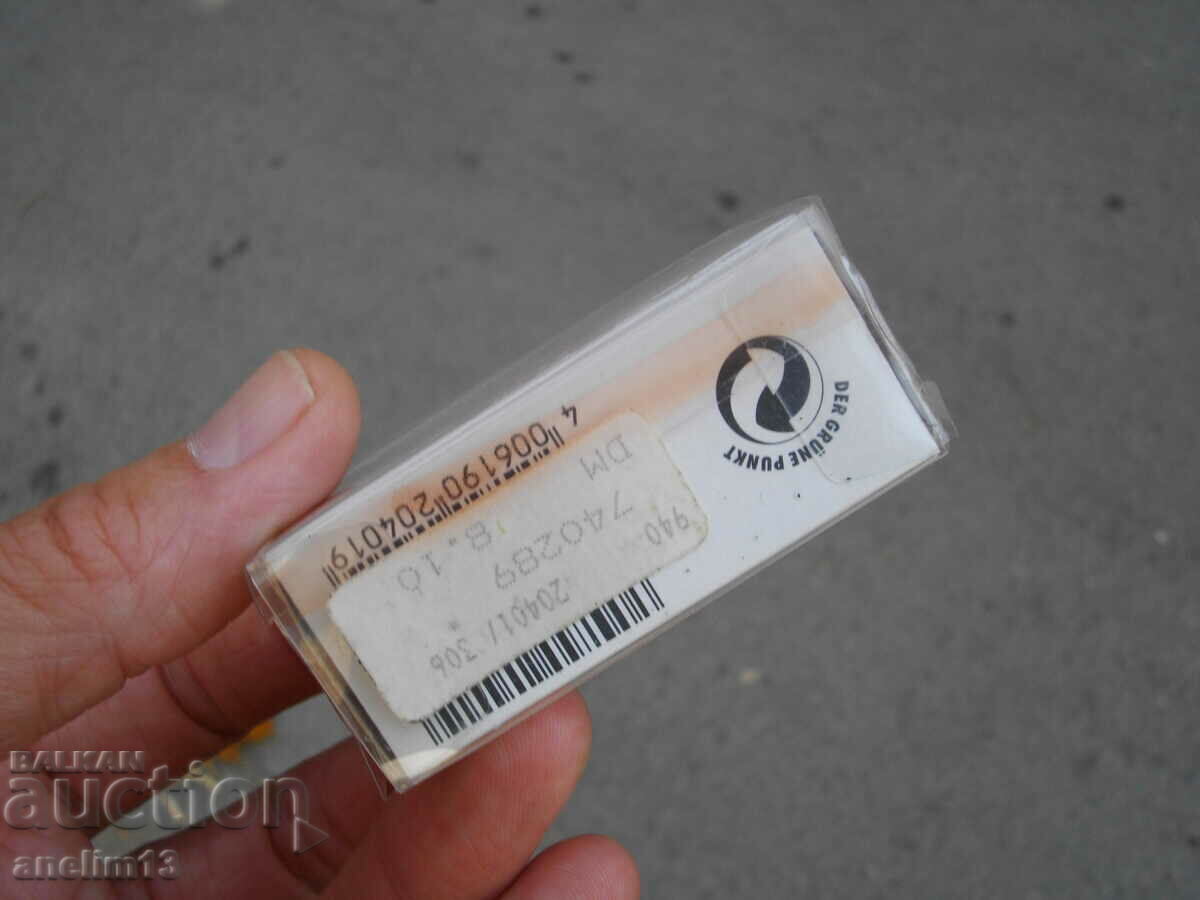 DER GRÜNE PUNKT
4 006190 204019
DM 8.10
740289
940 20401/ 306
BALKAN
auction
anelim13